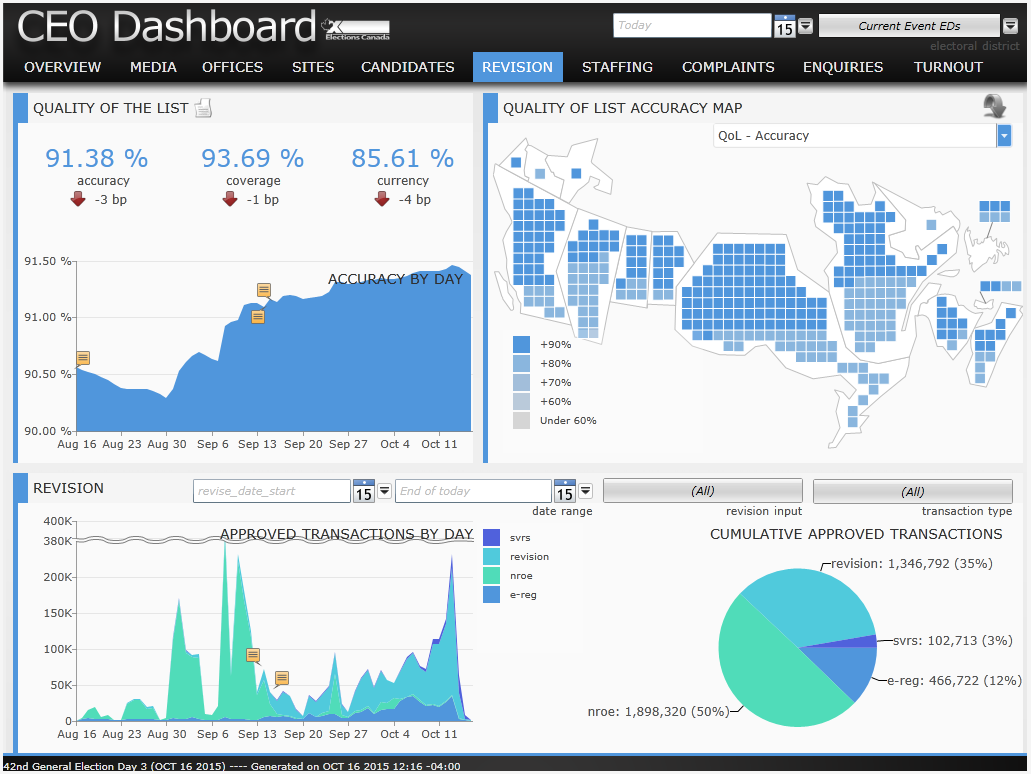 CEO Dashboard
Elections Canada
Today
15
Current Event EDs
electoral district
OVERVIEW MEDIA OFFICES SITES CANDIDATES REVISION STAFFING COMPLAINTS ENQUIRIES TURNOUT
QUALITY OF THE LIST
91.38 % 93.69 % 85.61 %
accuracy coverage currency
-3 bp -1 bp -4 bp
ACCURACY BY DAY
91.50 %
91.00 %
90.50 %
90.00 %
Aug 16 Aug 23 Aug 30 Sep 6 Sep 13 Sep 20 Sep 27 Oct 4 Oct 11
QUALITY OF LIST ACCURACY MAP
QoL - Accuracy
+90%
+80%
+70%
+60%
Under 60%
REVISION
revise_date_start 15 End of today 15 (All) (All)
date range revision input transaction type
APPROVED TRANSACTIONS BY DAY
400K
380K
200K
150K
100K
50K
0
Aug 16 Aug 23 Aug 30 Sep 6 Sep 13 Sep 20 Sep 27 Oct 4 Oct 11
svrs
revision
nroe
e-reg
CUMULATIVE APPROVED TRANSACTIONS
revision: 1,346,792 (35%)
svrs: 102,713 (3%)
e-reg: 466,722 (12%)
nroe: 1,898,320 (50%)
42nd General Election Day 3 (OCT 16 2015) ---- Generated on OCT 16 2015 12:16 -04:00